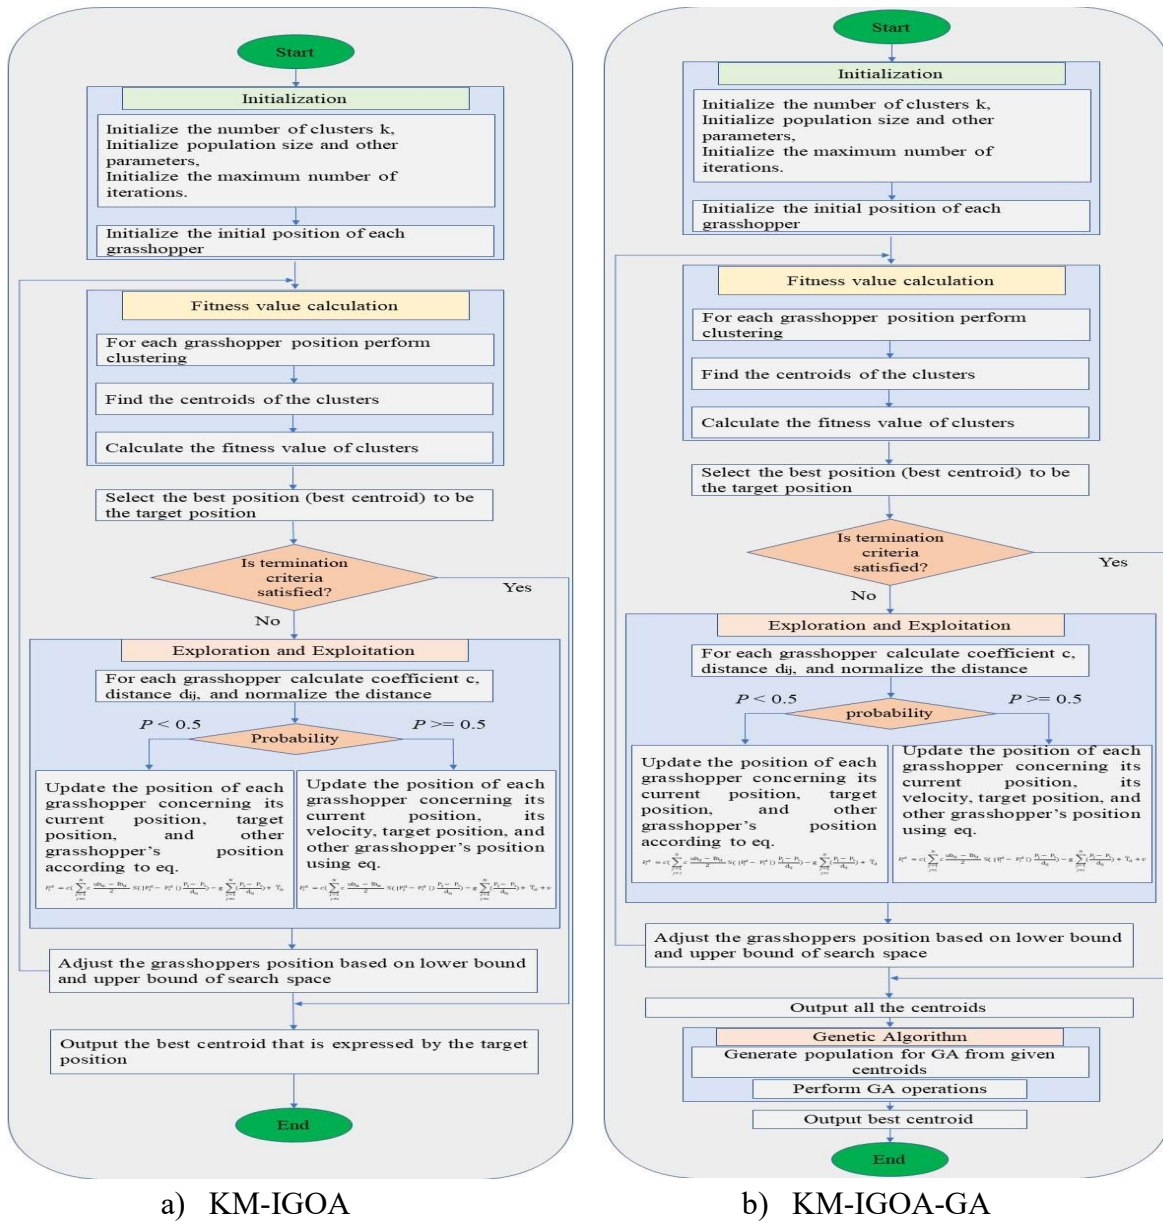 Start
Initialization
Initialize the number of clusters k,
Initialize population size and other
parameters,
Initialize the maximum number of
iterations.
Initialize the initial position of each
grasshopper
Fitness value calculation
For each grasshopper position perform
clustering
Find the centroids of the clusters
Calculate the fitness value of clusters
Select the best position (best centroid) to be
the target position
Is termination
criteria
satisfied?
Yes
No
Exploration and Exploitation
For each grasshopper calculate coefficient c,
distance dij, and normalize the distance
P < 0.5
P >= 0.5
Probability
Update the position of each
grasshopper concerning its
current position, target
position, and other
grasshopper's position
according to eq.
Update the position of each
grasshopper concerning its
current position, its
velocity, target position, and
other grasshopper's position
using eq.
Adjust the grasshoppers position based on lower bound
and upper bound of search space
Output the best centroid that is expressed by the target
position
End
a) KM-IGOA
Start
Initialization
Initialize the number of clusters k,
Initialize population size and other
parameters,
Initialize the maximum number of
iterations.
Initialize the initial position of each
grasshopper
Fitness value calculation
For each grasshopper position perform
clustering
Find the centroids of the clusters
Calculate the fitness value of clusters
Select the best position (best centroid) to be
the target position
Is termination
criteria
satisfied?
Yes
No
Exploration and Exploitation
For each grasshopper calculate coefficient c,
distance dij, and normalize the distance
P < 0.5
P >= 0.5
probability
Update the position of each
grasshopper concerning its
current position, target
position, and other
grasshopper's position
according to eq.
Update the position of each
grasshopper concerning its
current position, its
velocity, target position, and
other grasshopper's position
using eq.
Adjust the grasshoppers position based on lower bound
and upper bound of search space
Output all the centroids
Genetic Algorithm
Generate population for GA from given
centroids
Perform GA operations
Output best centroid
End
b) KM-IGOA-GA